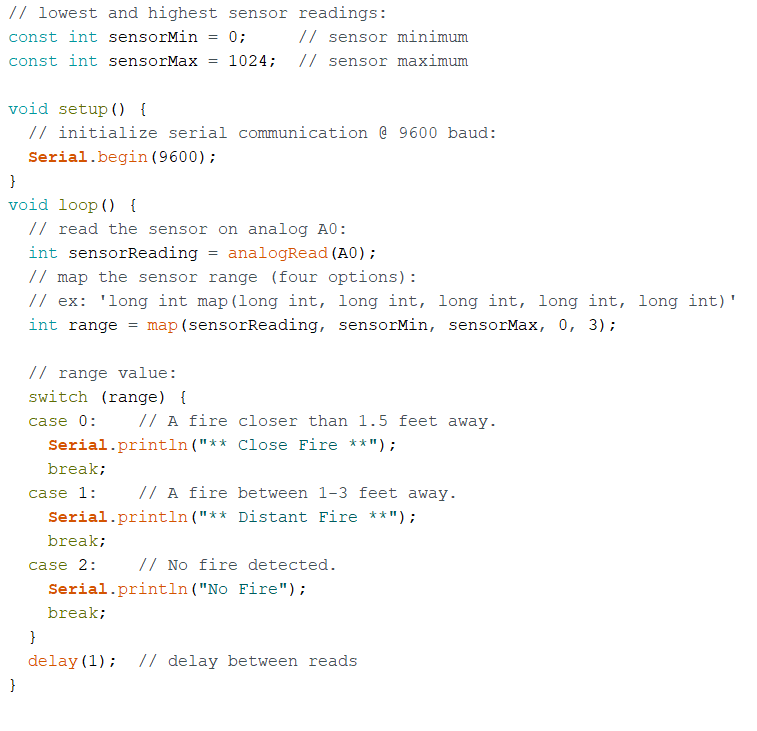 // lowest and highest sensor readings:
const int sensorMin = 0;     // sensor minimum
const int sensorMax = 1024;  // sensor maximum

void setup() {
  // initialize serial communication @ 9600 baud:
  Serial.begin(9600);
}
void loop() {
  // read the sensor on analog A0:
  int sensorReading = analogRead(A0);
  // map the sensor range (four options):
  // ex: 'long int map(long int, long int, long int, long int, long int)'
  int range = map(sensorReading, sensorMin, sensorMax, 0, 3);

  // range value:
  switch (range) {
  case 0:    // A fire closer than 1.5 feet away.
    Serial.println("** Close Fire **");
    break;
  case 1:    // A fire between 1-3 feet away.
    Serial.println("** Distant Fire **");
    break;
  case 2:    // No fire detected.
    Serial.println("No Fire");
    break;
  }
  delay(1);  // delay between reads
}